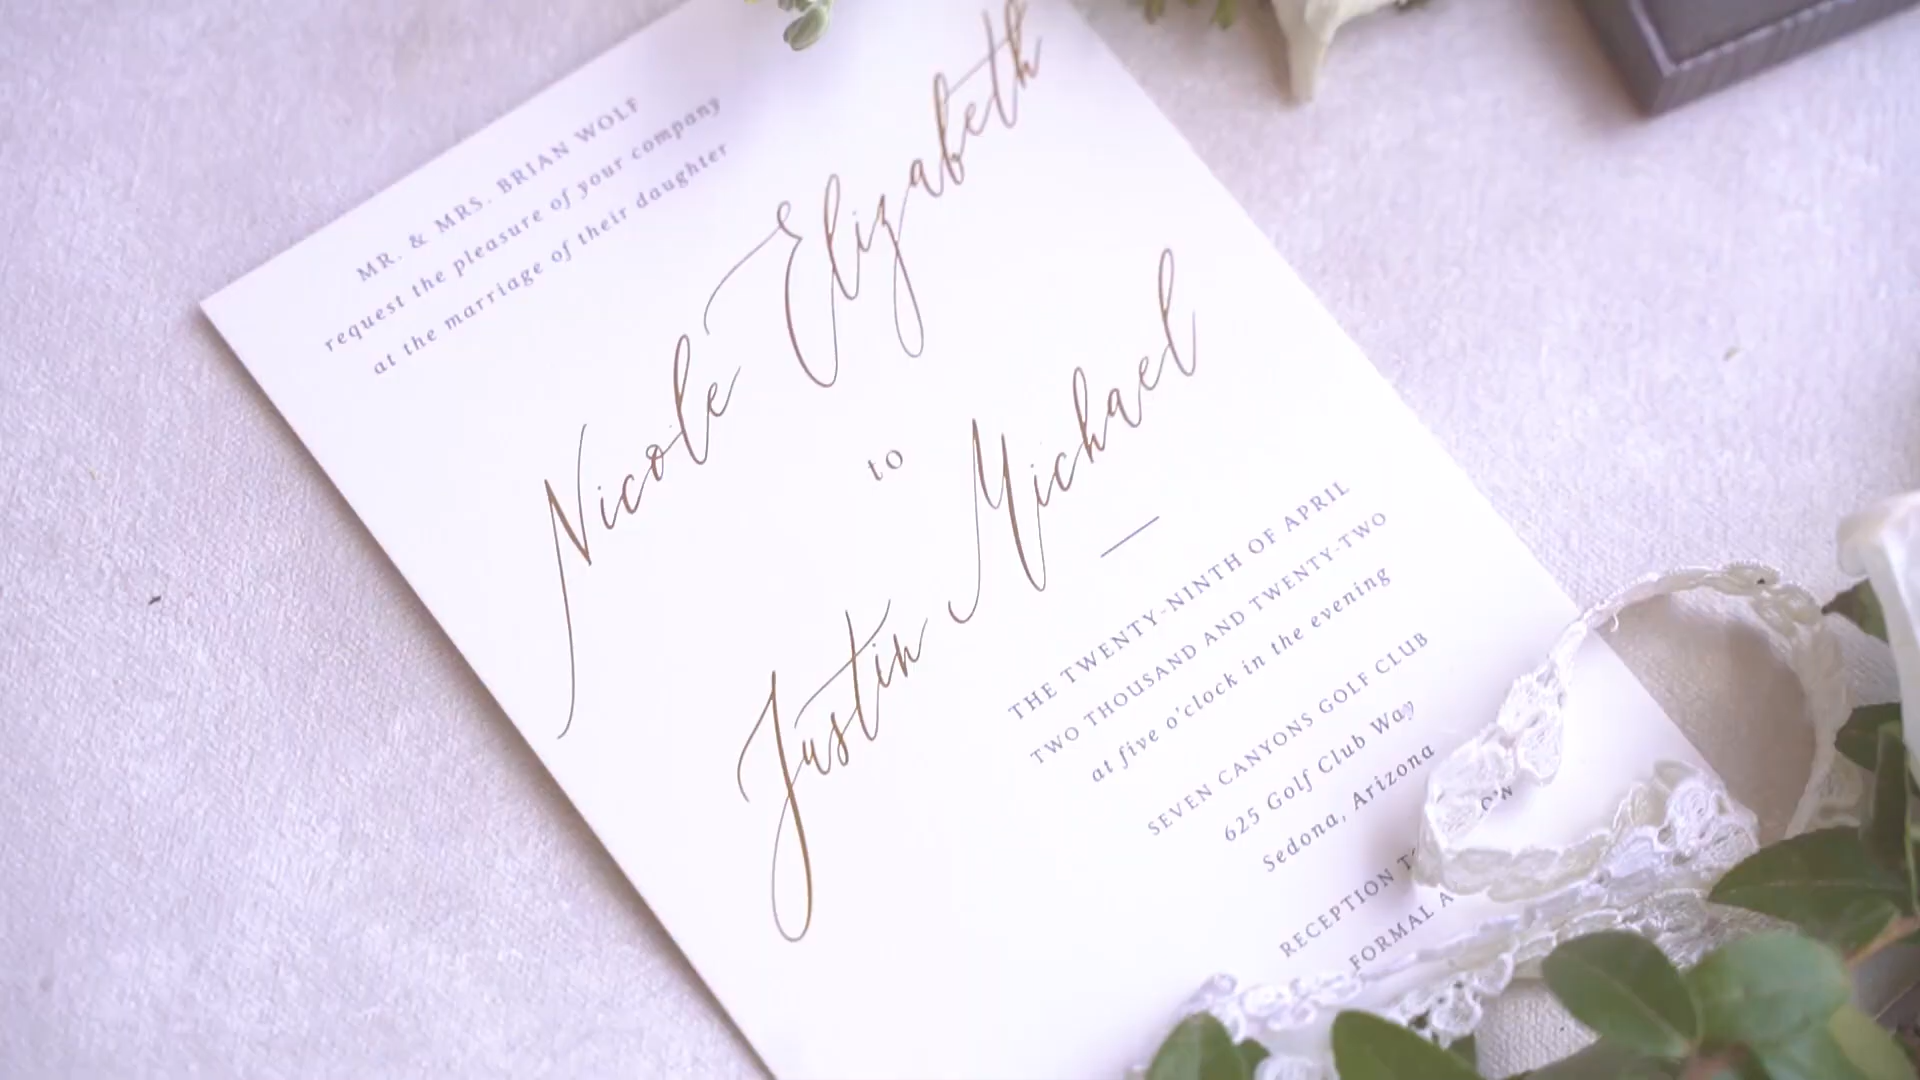 MR. & MRS. BRIAN WOLF
request the pleasure of your company
at the marriage of their daughter
Nicole Elizabeth
to
Justin Michael
THE TWENTY-NINTH OF APRIL
TWO THOUSAND AND TWENTY-TWO
at five o'clock in the evening
SEVEN CANYONS GOLF CLUB
625 Golf Club Way
Sedona, Arizona
RECEPTION
FORMAL